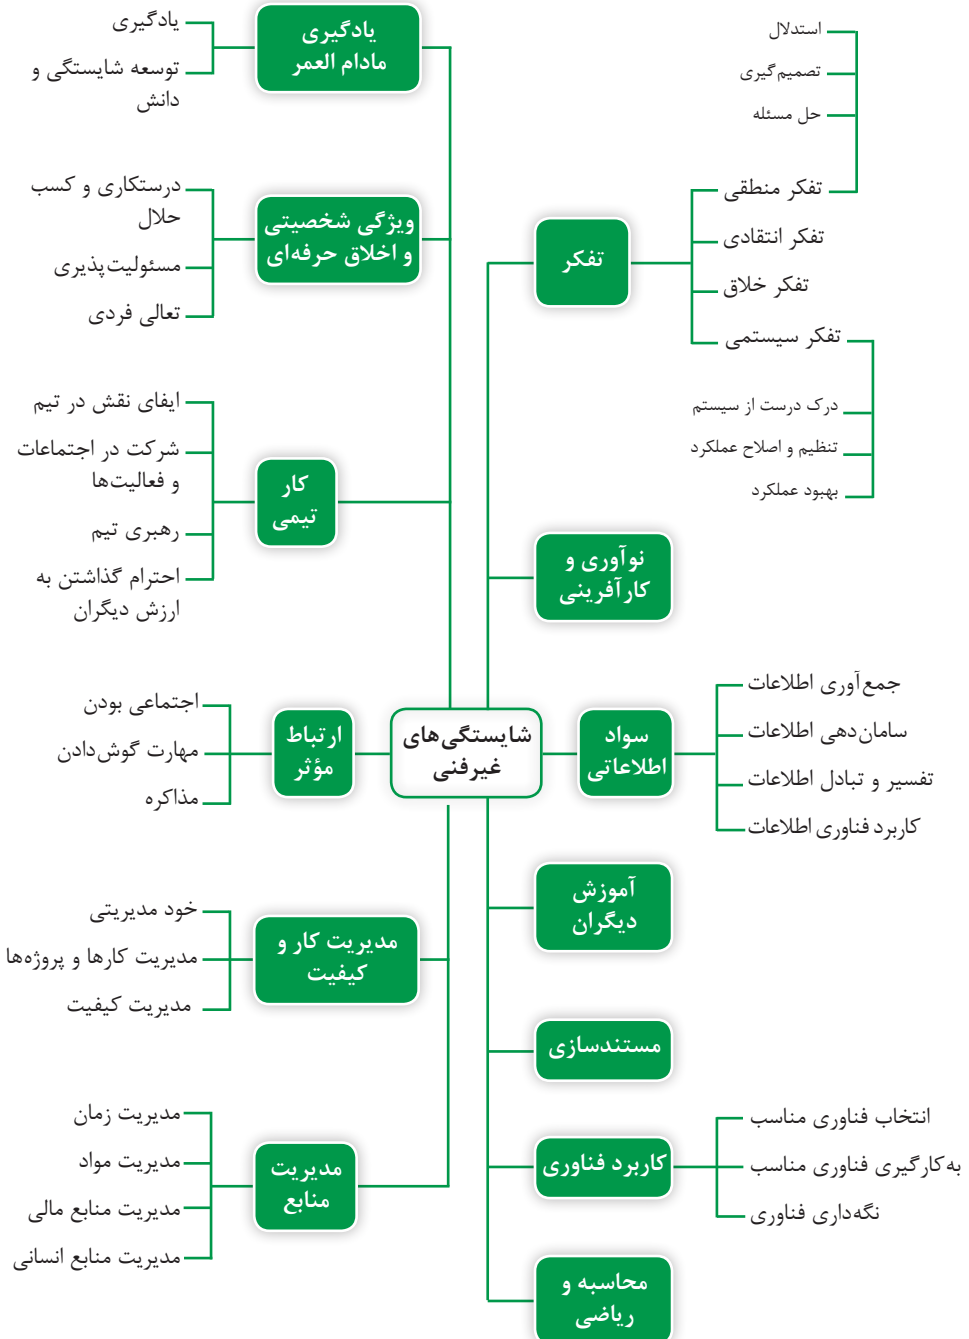 شایستگی‌های
غیرفنی
تفکر
تفکر منطقی
استدلال
تصمیم‌گیری
حل مسئله
تفکر انتقادی
تفکر خلاق
تفکر سیستمی
درک درست از سیستم
تنظیم و اصلاح عملکرد
بهبود عملکرد
نوآوری و
کارآفرینی
سواد
اطلاعاتی
جمع‌آوری اطلاعات
سامان‌دهی اطلاعات
تفسیر و تبادل اطلاعات
کاربرد فناوری اطلاعات
آموزش
دیگران
مستندسازی
کاربرد فناوری
انتخاب فناوری مناسب
به‌کارگیری فناوری مناسب
نگه‌داری فناوری
محاسبه و
ریاضی
یادگیری
مادام العمر
یادگیری
توسعه شایستگی و
دانش
ویژگی شخصیتی
و اخلاق حرفه‌ای
درستکاری و کسب
حلال
مسئولیت‌پذیری
تعالی فردی
کار
تیمی
ایفای نقش در تیم
شرکت در اجتماعات
و فعالیت‌ها
رهبری تیم
احترام گذاشتن به
ارزش دیگران
ارتباط
مؤثر
اجتماعی بودن
مهارت گوش‌دادن
مذاکره
مدیریت کار و
کیفیت
خود مدیریتی
مدیریت کارها و پروژه‌ها
مدیریت کیفیت
مدیریت
منابع
مدیریت زمان
مدیریت مواد
مدیریت منابع مالی
مدیریت منابع انسانی